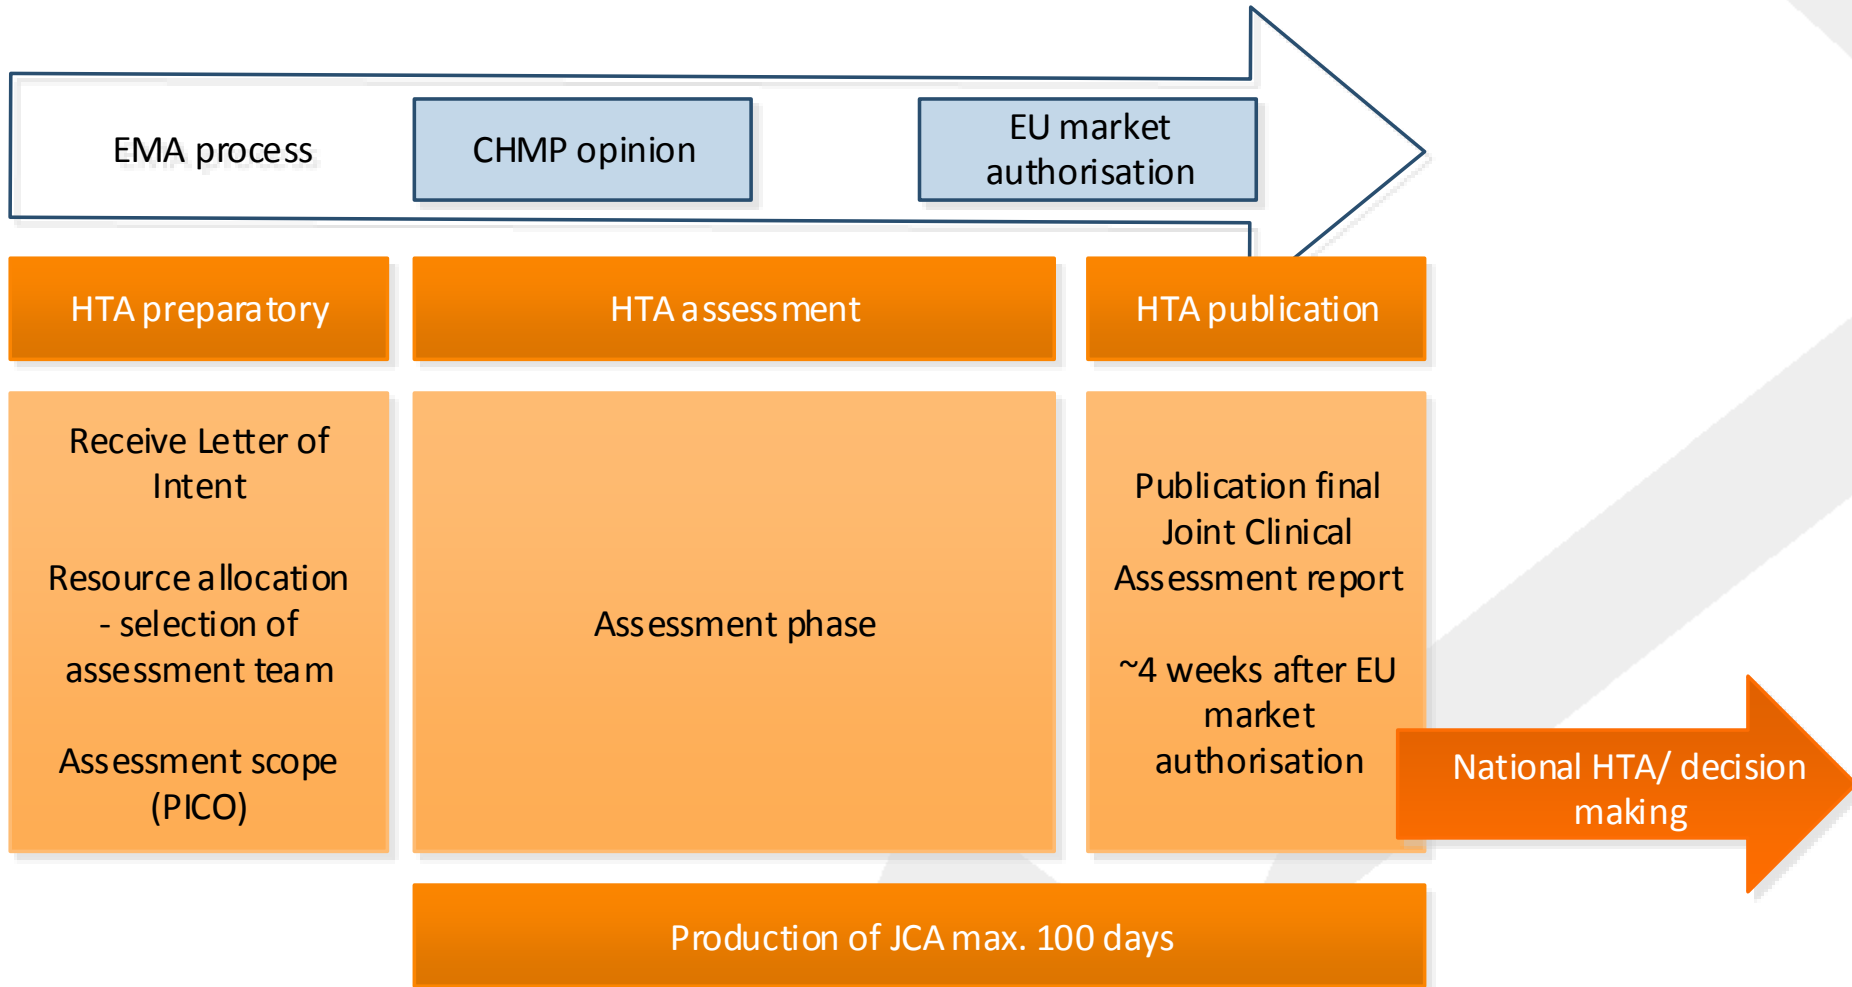 EMA process
CHMP opinion
EU market
authorisation
HTA preparatory
HTA assessment
HTA publication
Receive Letter of
Intent
Resource allocation
- selection of
assessment team
Assessment scope
(PICO)
Assessment phase
Publication final
Joint Clinical
Assessment report
~4 weeks after EU
market
authorisation
National HTA/ decision
making
Production of JCA max. 100 days